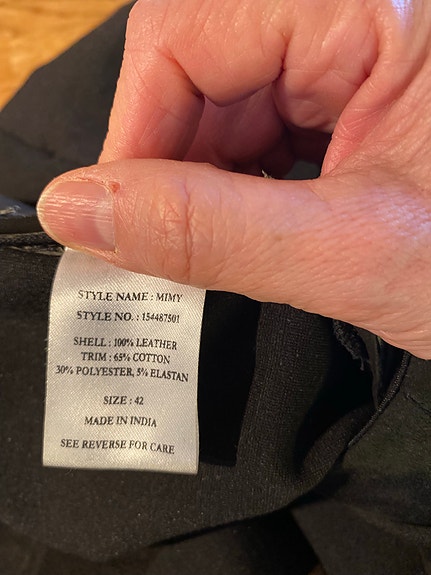 STYLE NAME : MIMY
STYLE NO. : 154487501
SHELL : 100% LEATHER
TRIM : 65% COTTON
30% POLYESTER, 5% ELASTAN
SIZE : 42
MADE IN INDIA
SEE REVERSE FOR CARE